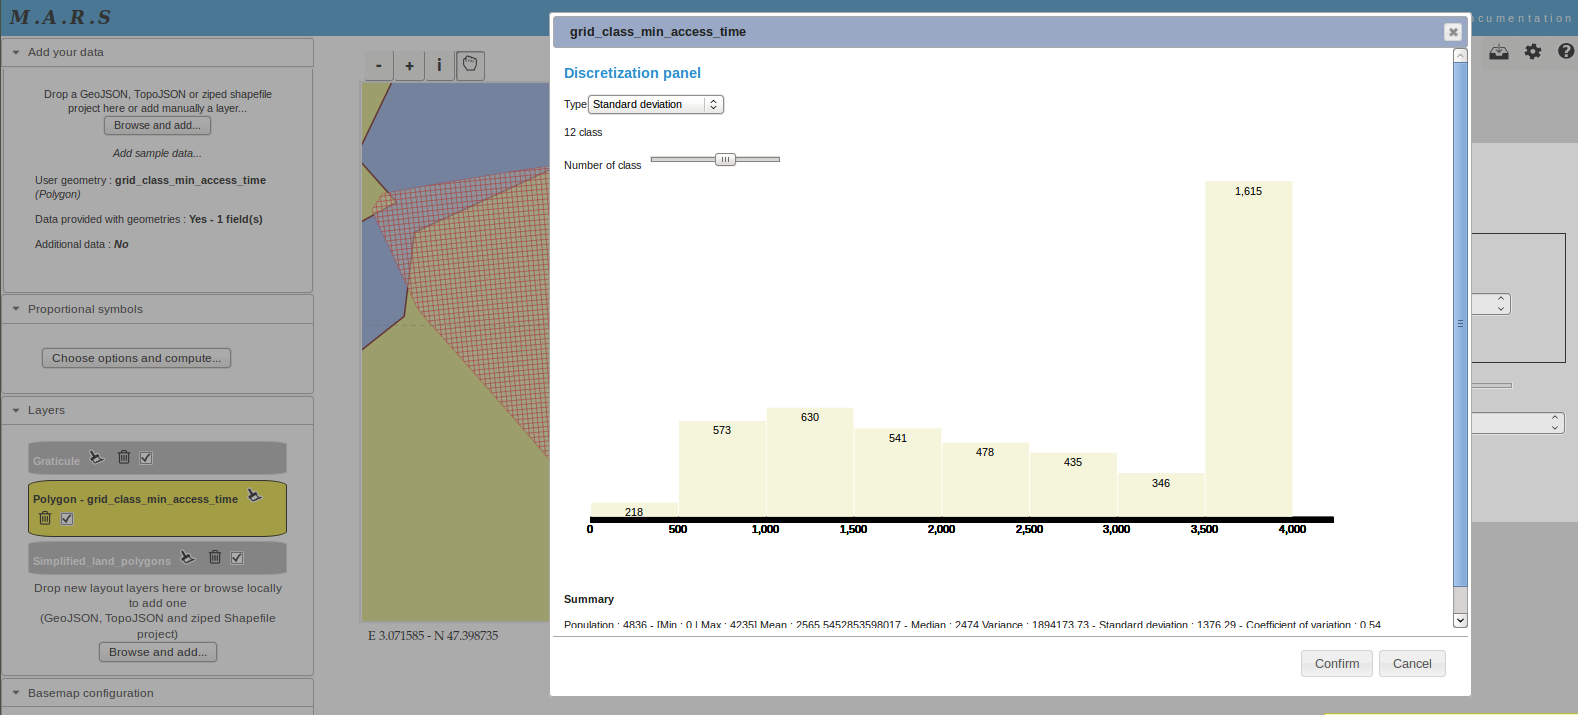 M.A.R.S
ocumentation
Add your data
Drop a GeoJSON, TopoJSON or ziped shapefile
project here or add manually a layer...
Browse and add...
Add sample data...
User geometry : grid_class_min_access_time
(Polygon)
Data provided with geometries : Yes - 1 field(s)
Additional data : No
Proportional symbols
Choose options and compute...
Layers
Graticule
Polygon - grid_class_min_access_time
Simplified_land_polygons
Drop new layout layers here or browse locally
to add one
(GeoJSON, TopoJSON and ziped Shapefile
project)
Browse and add...
Basemap configuration
- + i
E 3.071585 - N 47.398735
grid_class_min_access_time
Discretization panel
Type Standard deviation
12 class
Number of class
1,615
630
573
541
478
435
346
218
0 500 1,000 1,500 2,000 2,500 3,000 3,500 4,000
Summary
Population : 4836 - [Min : 0 | Max : 4235] Mean : 2565.5452853598017 - Median : 2474 Variance : 1894173.73 - Standard deviation : 1376.29 - Coefficient of variation : 0.54
Confirm Cancel